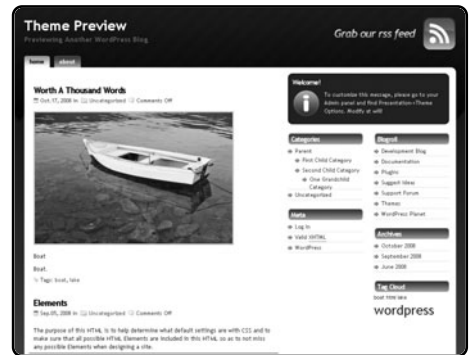 Theme Preview
Previewing Another WordPress Blog
Grab our rss feed
home
about
Worth A Thousand Words
Oct.17, 2008 in Uncategorized Comments Off
Boat
Boat.
Tags: boat, lake
Elements
Sep.05, 2008 in Uncategorized Comments Off
The purpose of this HTML is to help determine what default settings are with CSS and to
make sure that all possible HTML Elements are included in this HTML so as to not miss
any possible Elements when designing a site.
Welcome!
To customize this message, please go to your
Admin panel and find Presentation->Theme
Options. Modify at will!
Categories
Parent
First Child Category
Second Child Category
One Grandchild
Category
Uncategorized
Meta
Log in
Valid XHTML
WordPress
Blogroll
Development Blog
Documentation
Plugins
Suggest Ideas
Support Forum
Themes
WordPress Planet
Archives
October 2008
September 2008
June 2008
Tag Cloud
boat html lake
wordpress